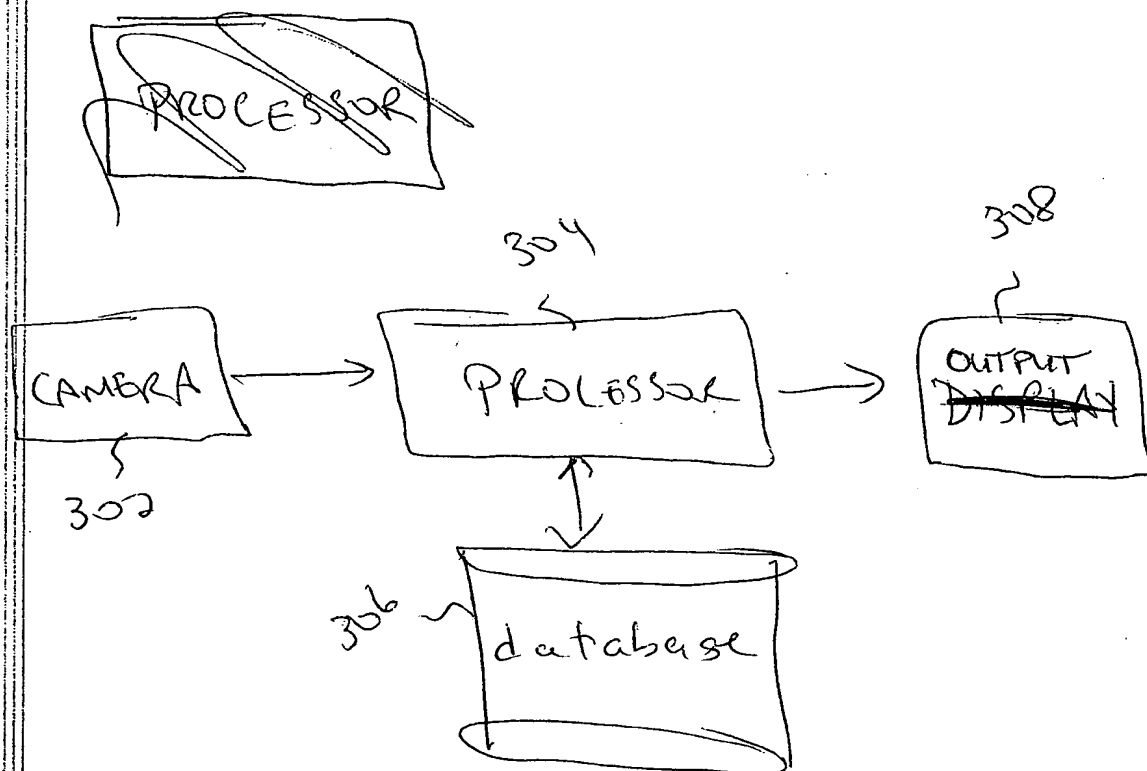 PROCESSOR
304
308
CAMERA
PROCESSOR
OUTPUT
DISPLAY
302
306
database